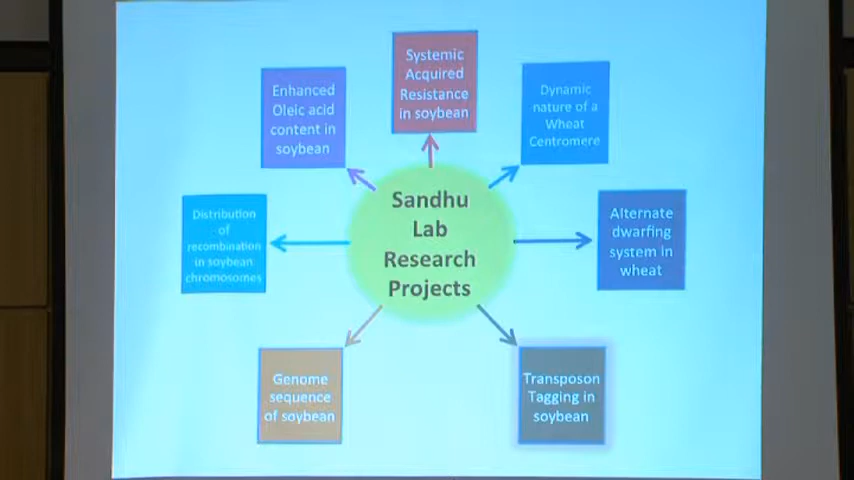 Systemic
Acquired
Resistance
in soybean
Enhanced
Oleic acid
content in
soybean
Dynamic
nature of a
Wheat
Centromere
Sandhu
Lab
Research
Projects
Distribution
of
recombination
in soybean
chromosomes
Alternate
dwarfing
system in
wheat
Genome
sequence
of soybean
Transposon
Tagging in
soybean